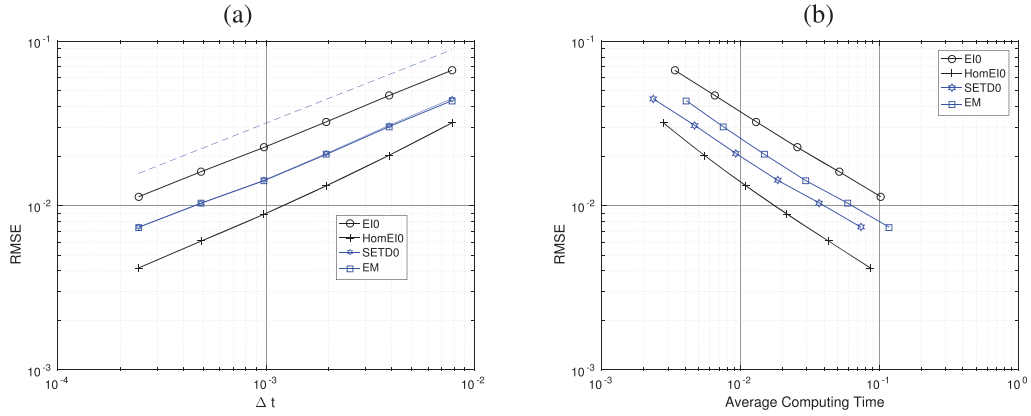 (a)
(b)
10^-1
10^-2
10^-3
RMSE
EI0
HomEI0
SETD0
EM
10^-4
10^-3
10^-2
Δ t
10^-1
10^-2
10^-3
RMSE
EI0
HomEI0
SETD0
EM
10^-3
10^-2
10^-1
10^0
Average Computing Time